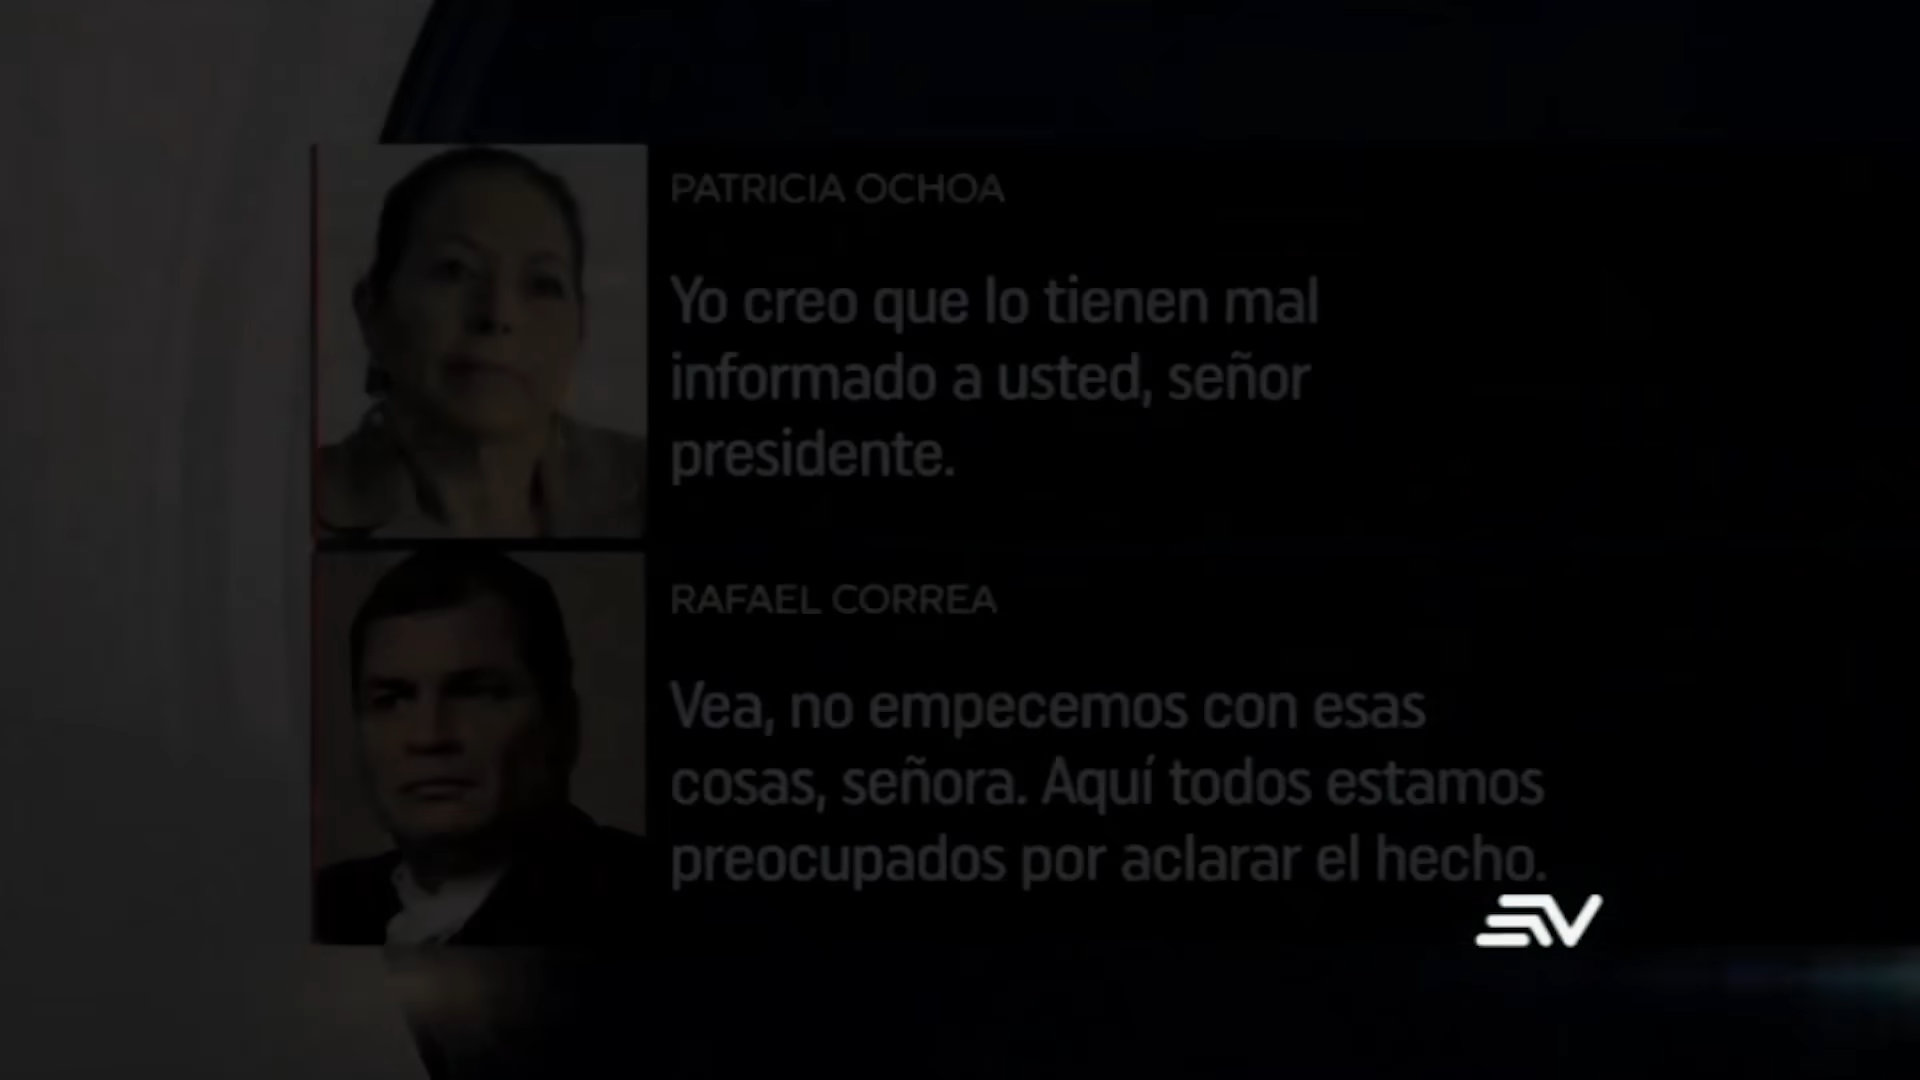 PATRICIA OCHOA
Yo creo que lo tienen mal
informado a usted, señor
presidente.
RAFAEL CORREA
Vea, no empecemos con esas
cosas, señora. Aquí todos estamos
preocupados por aclarar el hecho.